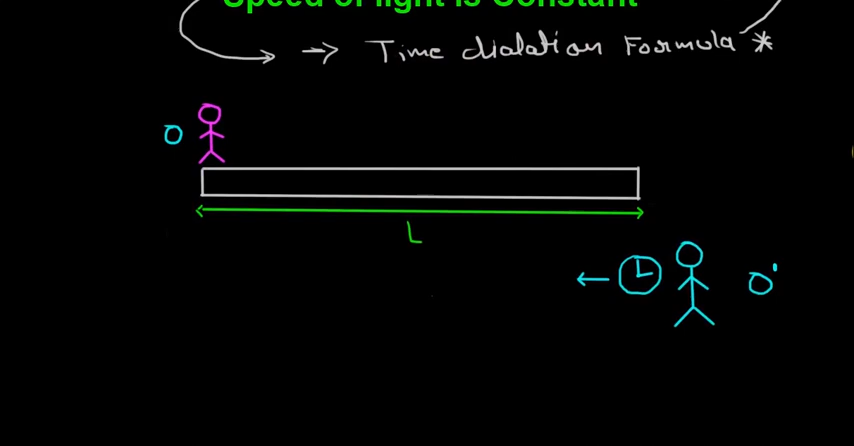 Speed of light is Constant
→ Time dialation Formula *
O
L
O'